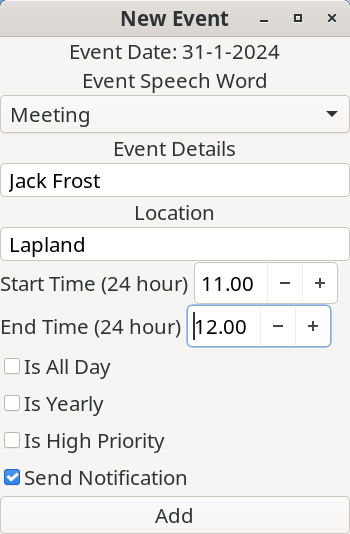 New Event
Event Date: 31-1-2024
Event Speech Word
Meeting
Event Details
Jack Frost
Location
Lapland
Start Time (24 hour) 11.00 − +
End Time (24 hour) 12.00 − +
Is All Day
Is Yearly
Is High Priority
Send Notification
Add